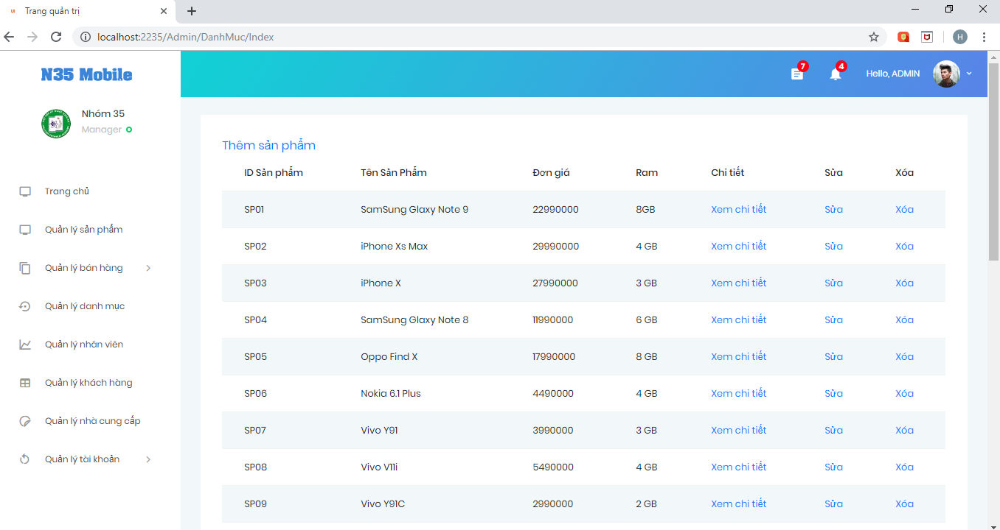 Trang quản trị
localhost:2235/Admin/DanhMuc/Index
H
N35 Mobile
7
4
Hello, ADMIN
Nhóm 35
Manager
Trang chủ
Quản lý sản phẩm
Quản lý bán hàng
Quản lý danh mục
Quản lý nhân viên
Quản lý khách hàng
Quản lý nhà cung cấp
Quản lý tài khoản
Thêm sản phẩm
ID Sản phẩm Tên Sản Phẩm Đơn giá Ram Chi tiết Sửa Xóa
SP01 SamSung Glaxy Note 9 22990000 8GB Xem chi tiết Sửa Xóa
SP02 iPhone Xs Max 29990000 4 GB Xem chi tiết Sửa Xóa
SP03 iPhone X 27990000 3 GB Xem chi tiết Sửa Xóa
SP04 SamSung Glaxy Note 8 11990000 6 GB Xem chi tiết Sửa Xóa
SP05 Oppo Find X 17990000 8 GB Xem chi tiết Sửa Xóa
SP06 Nokia 6.1 Plus 4490000 4 GB Xem chi tiết Sửa Xóa
SP07 Vivo Y91 3990000 3 GB Xem chi tiết Sửa Xóa
SP08 Vivo V11i 5490000 4 GB Xem chi tiết Sửa Xóa
SP09 Vivo Y91C 2990000 2 GB Xem chi tiết Sửa Xóa